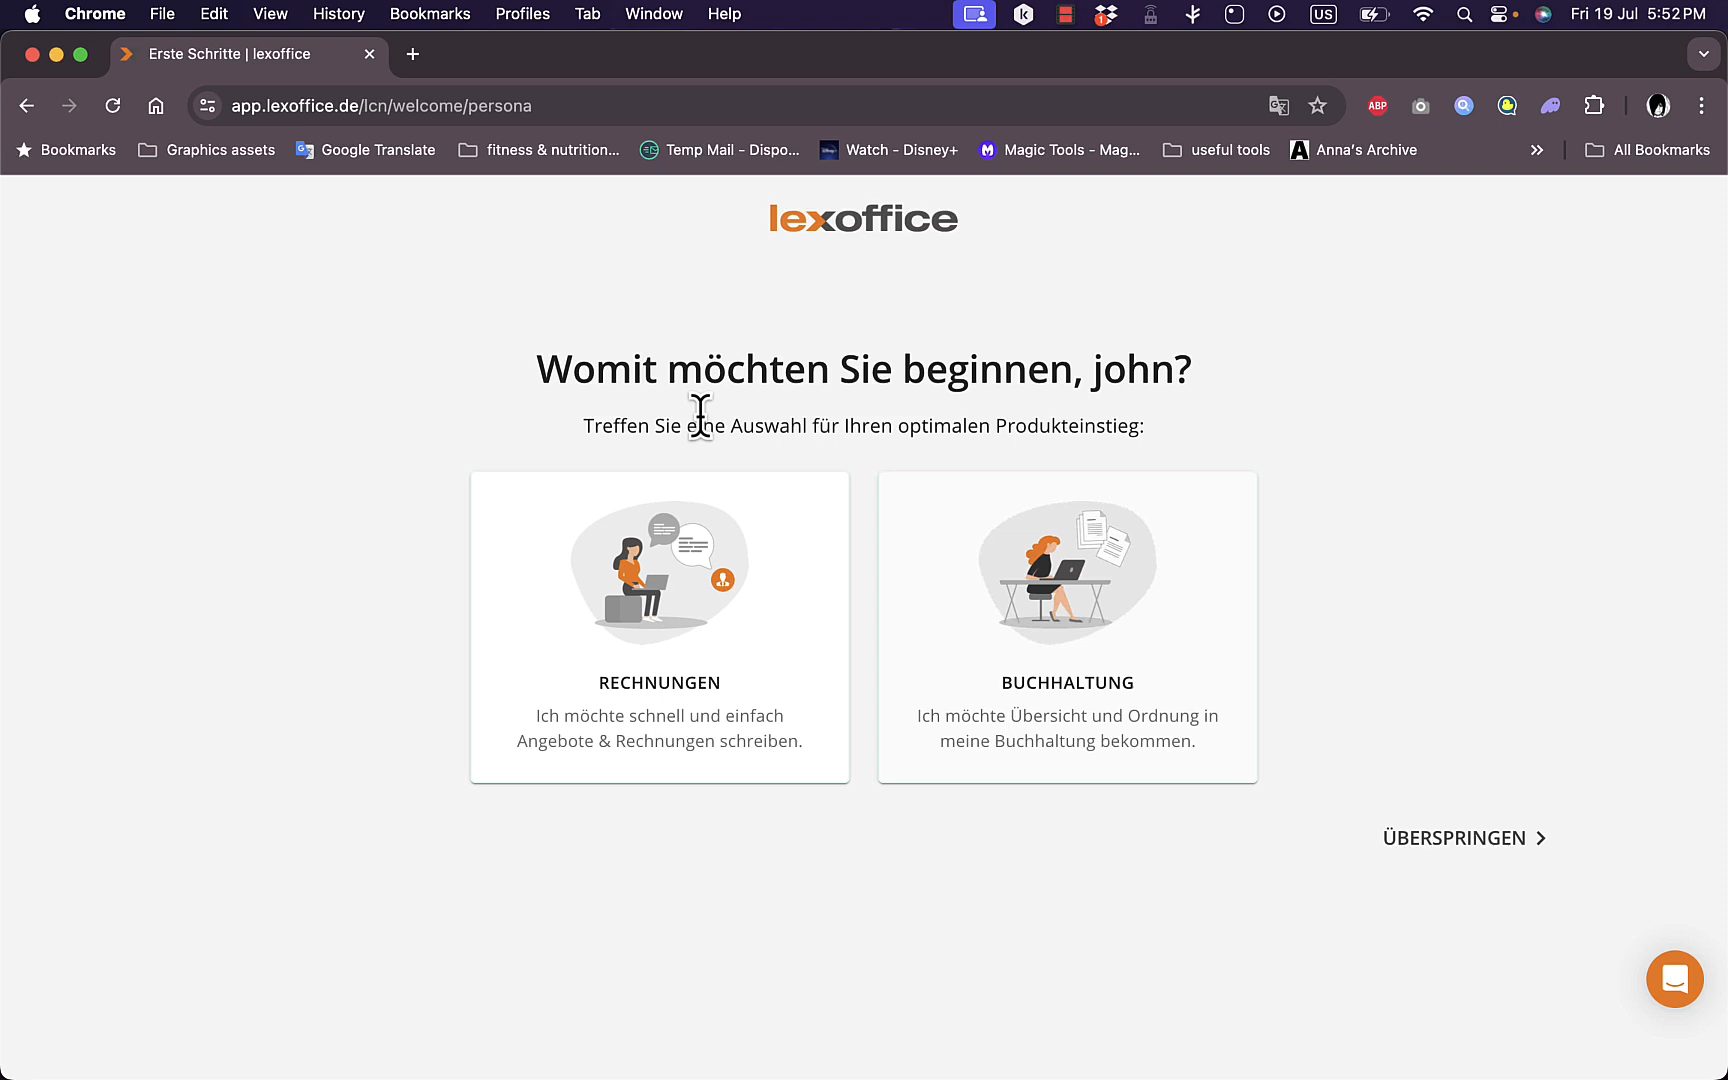 Chrome File Edit View History Bookmarks Profiles Tab Window Help 1 US Fri 19 Jul 5:52 PM
Erste Schritte | lexoffice
app.lexoffice.de/lcn/welcome/persona ABP
Bookmarks Graphics assets Google Translate fitness & nutrition... Temp Mail - Dispo... Watch - Disney+ Magic Tools - Mag... useful tools Anna's Archive All Bookmarks
lexoffice
Womit möchten Sie beginnen, john?
Treffen Sie eine Auswahl für Ihren optimalen Produkteinstieg:
RECHNUNGEN
Ich möchte schnell und einfach
Angebote & Rechnungen schreiben.
BUCHHALTUNG
Ich möchte Übersicht und Ordnung in
meine Buchhaltung bekommen.
ÜBERSPRINGEN